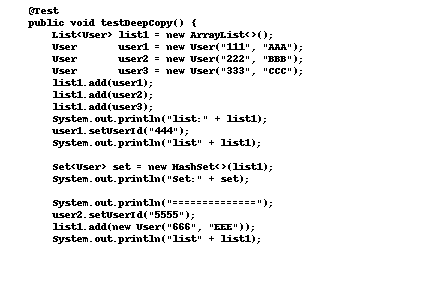 @Test
public void testDeepCopy() {
List<User> list1 = new ArrayList<>();
User user1 = new User("111", "AAA");
User user2 = new User("222", "BBB");
User user3 = new User("333", "CCC");
list1.add(user1);
list1.add(user2);
list1.add(user3);
System.out.println("list:" + list1);
user1.setUserId("444");
System.out.println("list" + list1);
Set<User> set = new HashSet<>(list1);
System.out.println("Set:" + set);
System.out.println("==============");
user2.setUserId("5555");
list1.add(new User("666", "EEE"));
System.out.println("list" + list1);